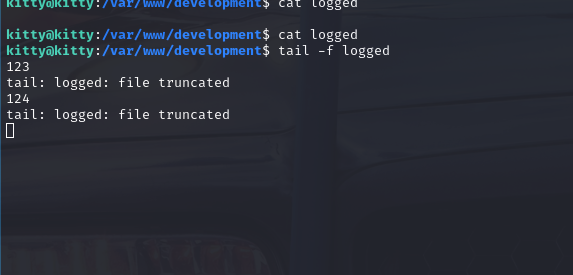 kitty@kitty:/var/www/development$ cat logged
kitty@kitty:/var/www/development$ cat logged
kitty@kitty:/var/www/development$ tail -f logged
123
tail: logged: file truncated
124
tail: logged: file truncated